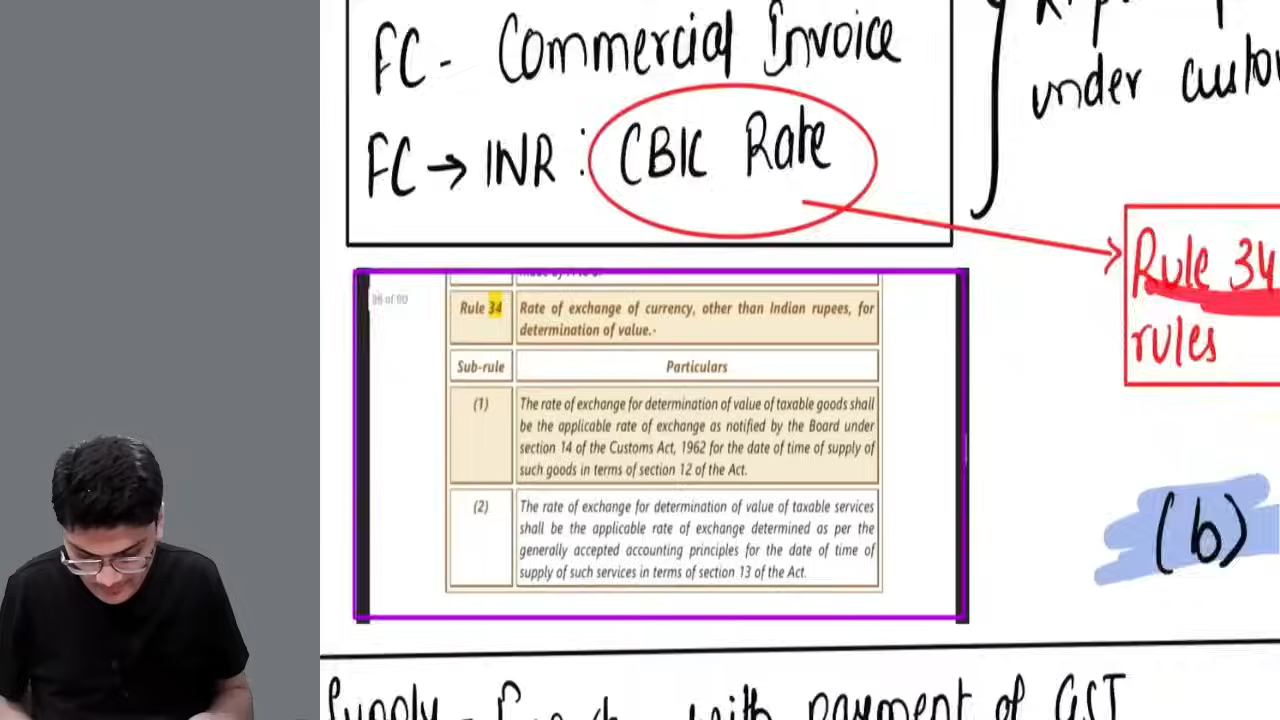 FC - Commercial Invoice
FC → INR : CBIC Rate
under
Rule 34
rules
of 90
Rule 34 Rate of exchange of currency, other than Indian rupees, for
determination of value.-
Sub-rule Particulars
(1) The rate of exchange for determination of value of taxable goods shall
be the applicable rate of exchange as notified by the Board under
section 14 of the Customs Act, 1962 for the date of time of supply of
such goods in terms of section 12 of the Act.
(2) The rate of exchange for determination of value of taxable services
shall be the applicable rate of exchange determined as per the
generally accepted accounting principles for the date of time of
supply of such services in terms of section 13 of the Act.
(b)
Supply - with payment of GST